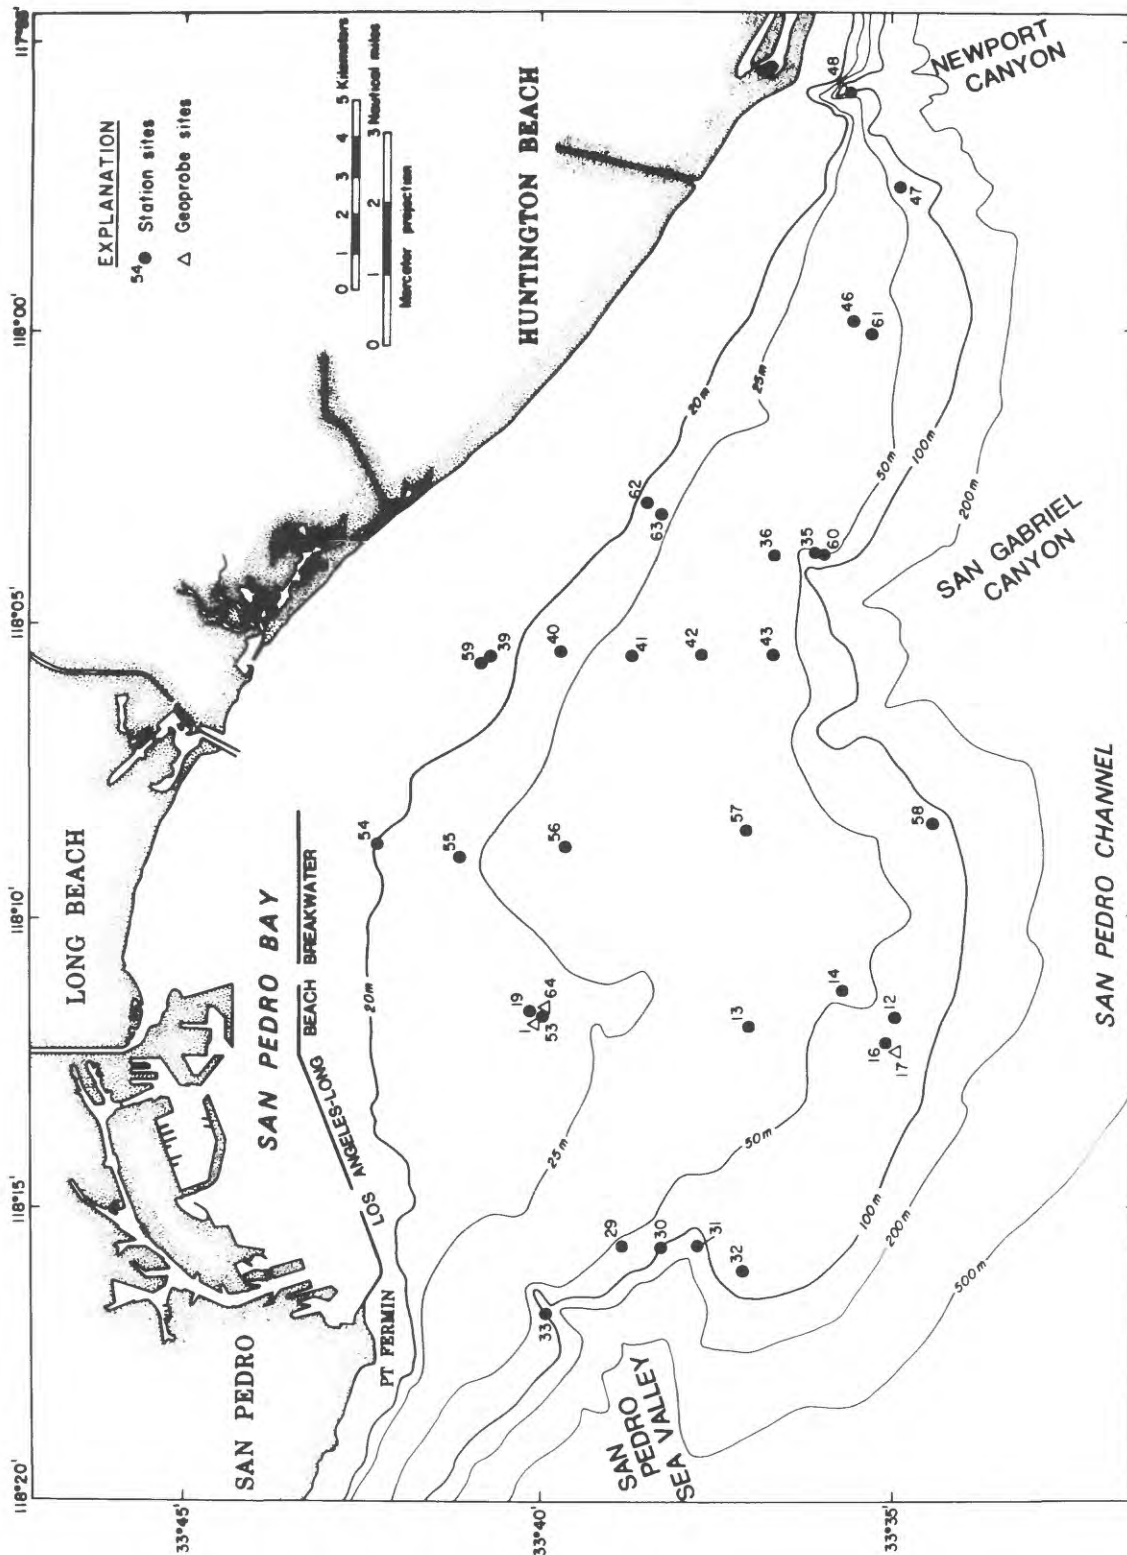 118°20'
118°15'
118°10'
118°05'
118°00'
33°45'
33°40'
33°35'
EXPLANATION
54 Station sites
Geoprobe sites
0 1 2 3 4 5 Kilometers
0 1 2 3 Nautical miles
Mercator projection
SAN PEDRO
LONG BEACH
HUNTINGTON BEACH
SAN PEDRO BAY
LOS ANGELES-LONG BEACH BREAKWATER
PT FERMIN
20m
20m
25m
25m
50m
50m
100m
100m
200m
200m
500m
SAN
PEDRO
SEA VALLEY
SAN GABRIEL
CANYON
NEWPORT
CANYON
SAN PEDRO CHANNEL
33
29
30
31
32
19
1
64
53
13
14
16
12
17
54
55
56
57
58
59
39
40
41
42
43
62
63
36
35
60
46
61
47
48